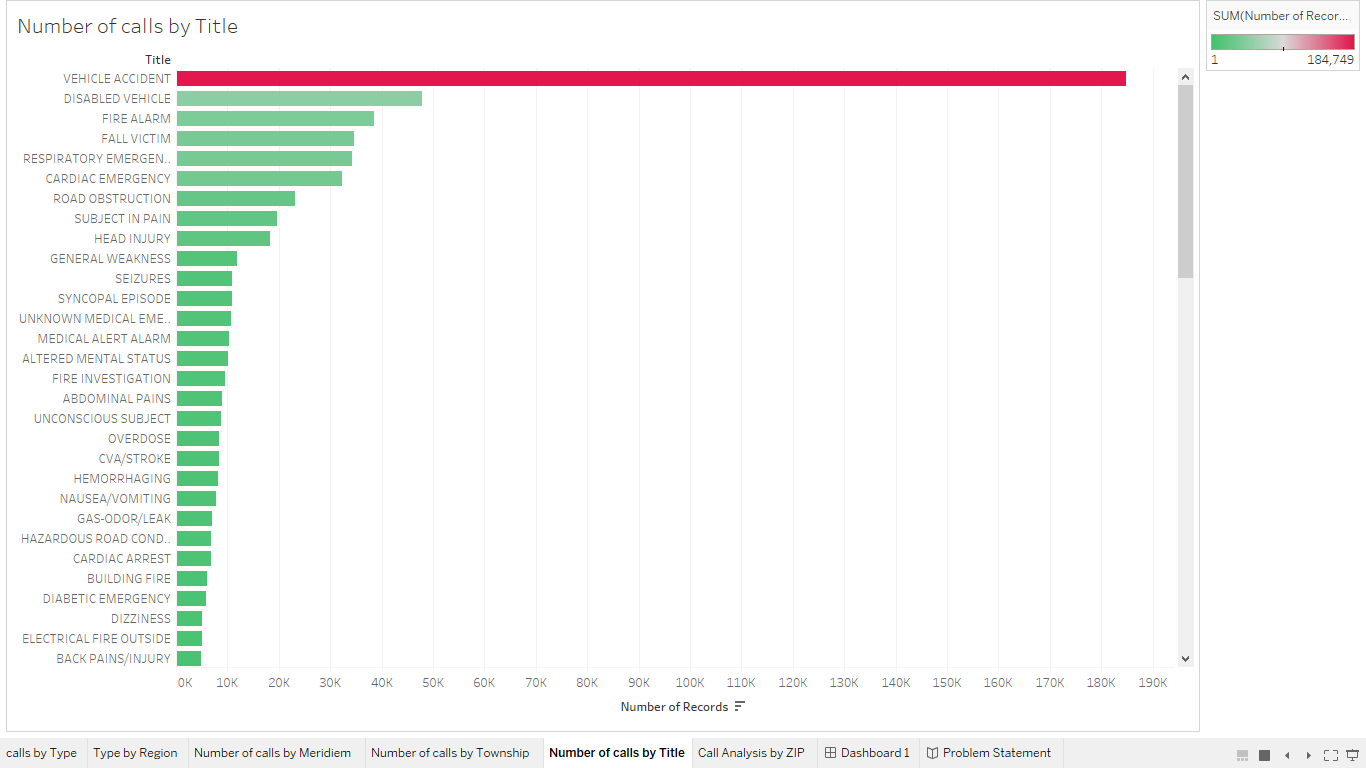 Number of calls by Title
SUM(Number of Recor...
1 184,749
Title
VEHICLE ACCIDENT
DISABLED VEHICLE
FIRE ALARM
FALL VICTIM
RESPIRATORY EMERGEN..
CARDIAC EMERGENCY
ROAD OBSTRUCTION
SUBJECT IN PAIN
HEAD INJURY
GENERAL WEAKNESS
SEIZURES
SYNCOPAL EPISODE
UNKNOWN MEDICAL EME..
MEDICAL ALERT ALARM
ALTERED MENTAL STATUS
FIRE INVESTIGATION
ABDOMINAL PAINS
UNCONSCIOUS SUBJECT
OVERDOSE
CVA/STROKE
HEMORRHAGING
NAUSEA/VOMITING
GAS-ODOR/LEAK
HAZARDOUS ROAD COND..
CARDIAC ARREST
BUILDING FIRE
DIABETIC EMERGENCY
DIZZINESS
ELECTRICAL FIRE OUTSIDE
BACK PAINS/INJURY
0K 10K 20K 30K 40K 50K 60K 70K 80K 90K 100K 110K 120K 130K 140K 150K 160K 170K 180K 190K
Number of Records
calls by Type Type by Region Number of calls by Meridiem Number of calls by Township Number of calls by Title Call Analysis by ZIP Dashboard 1 Problem Statement